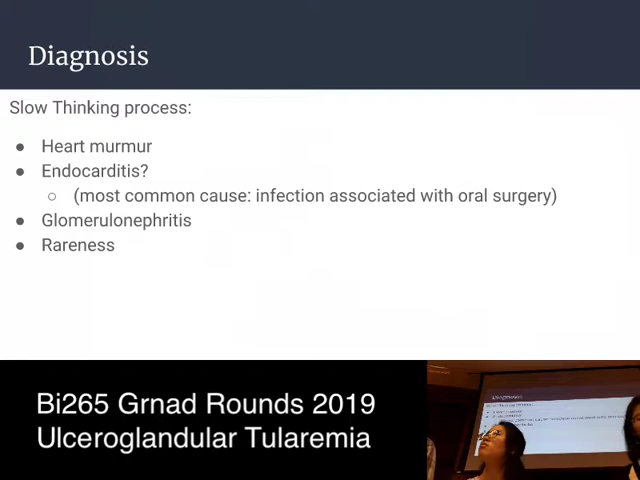 Diagnosis
Slow Thinking process:
● Heart murmur
● Endocarditis?
○ (most common cause: infection associated with oral surgery)
● Glomerulonephritis
● Rareness
Bi265 Grnad Rounds 2019
Ulceroglandular Tularemia
Diagnosis